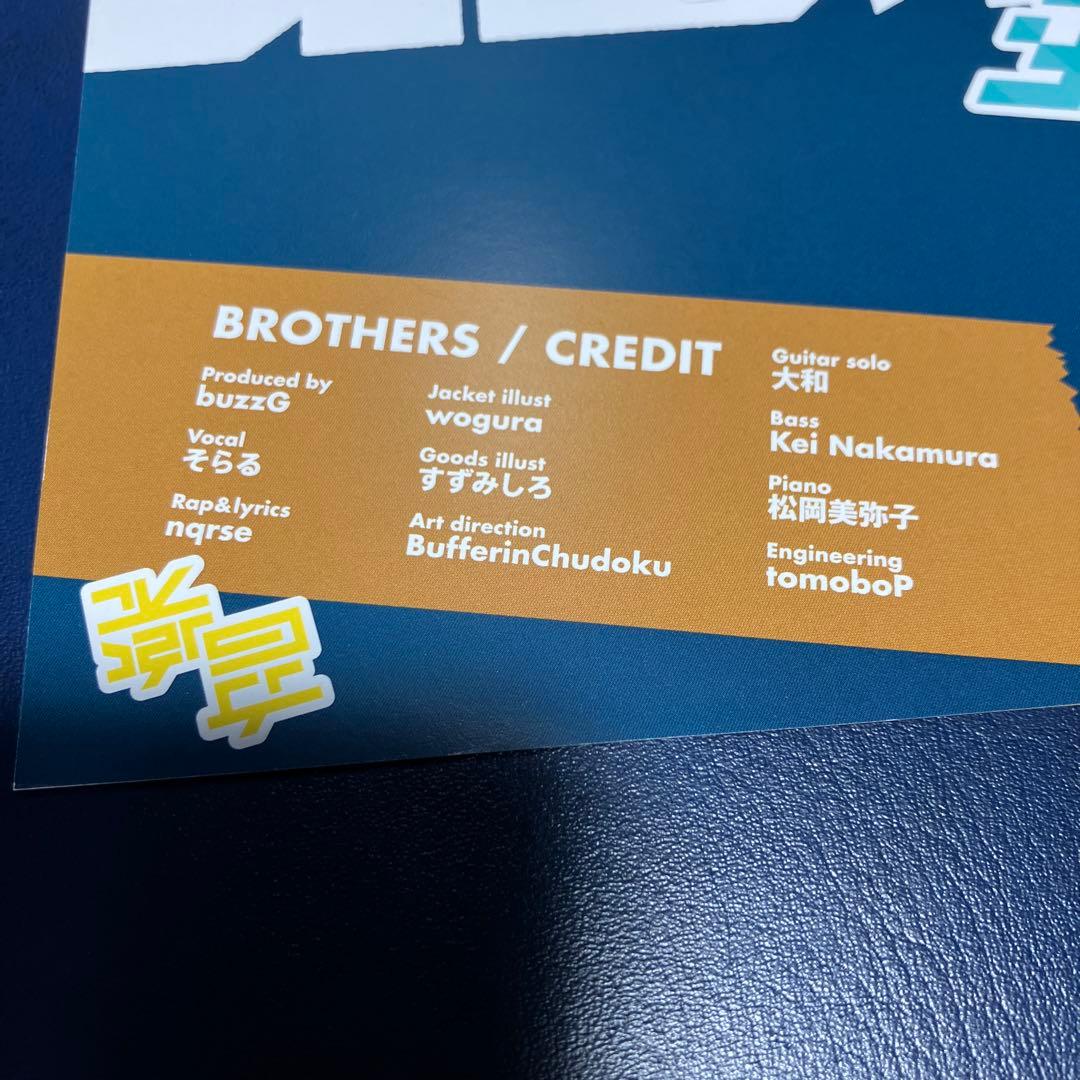 BROTHERS / CREDIT
Produced by
buzzG
Vocal
そらる
Rap&lyrics
nqrse
Jacket illust
wogura
Goods illust
すずみしろ
Art direction
BufferinChudoku
Guitar solo
大和
Bass
Kei Nakamura
Piano
松岡美弥子
Engineering
tomoboP